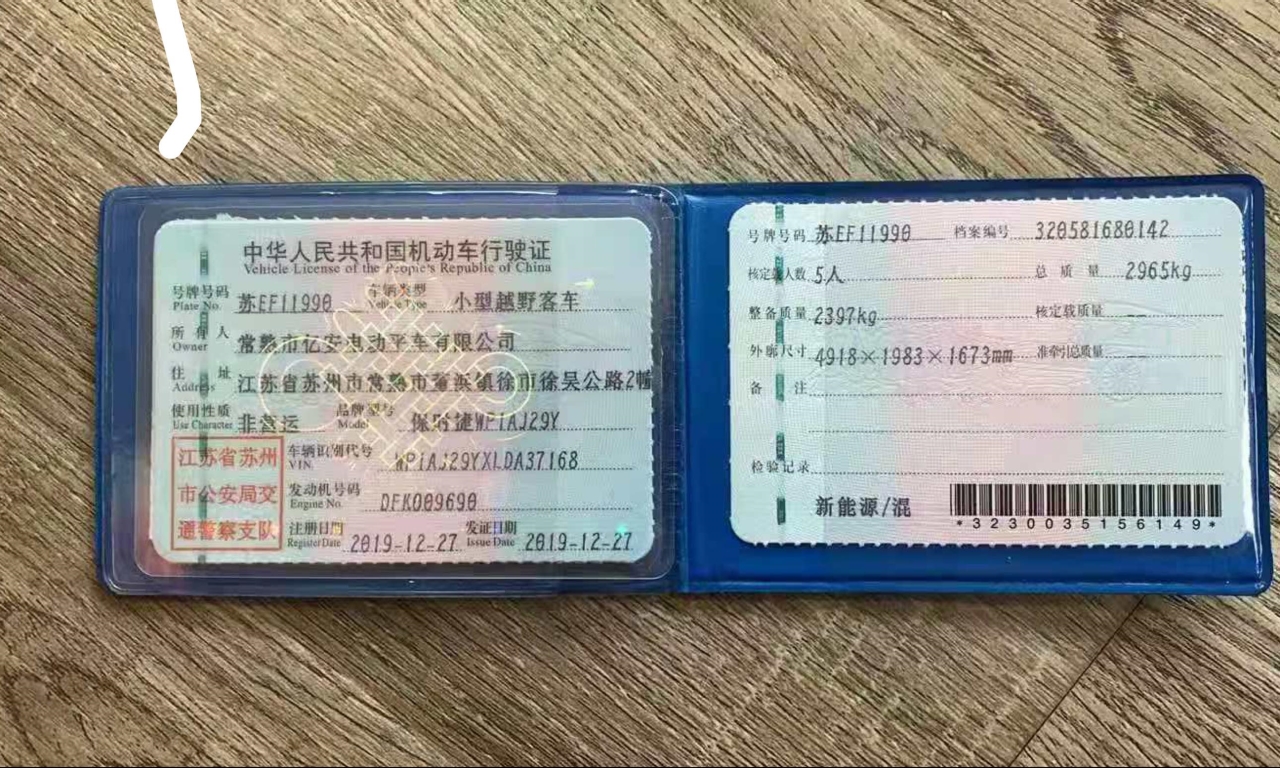 中华人民共和国机动车行驶证
Vehicle License of the People's Republic of China
号牌号码 苏EF11990 车辆类型 小型越野客车
Plate No. Vehicle Type
所有人 常熟市亿安电动平车有限公司
Owner
住址 江苏省苏州市常熟市董浜镇徐市徐吴公路2幢
Address
使用性质 非营运 品牌型号 保时捷WP1AJ29Y
Use Character Model
江苏省苏州
市公安局交
通警察支队
车辆识别代号 WP1AJ29YXLDA37168
VIN
发动机号码 DFK009690
Engine No.
注册日期 2019-12-27 发证日期 2019-12-27
Register Date Issue Date
号牌号码 苏EF11990 档案编号 320581680142
核定载人数 5人 总质量 2965kg
整备质量 2397kg 核定载质量
外廓尺寸 4918×1983×1673mm 准牵引总质量
备注
检验记录
新能源/混
*3230035156149*